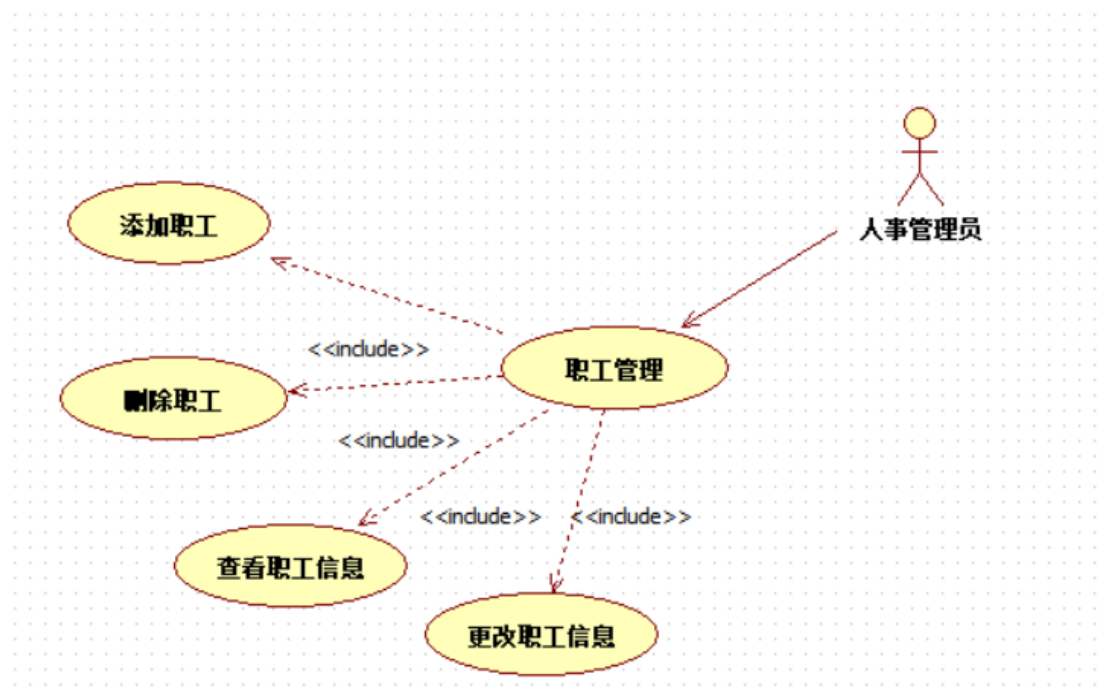 人事管理员
添加职工
<<include>>
职工管理
删除职工
<<include>>
<<include>>
<<include>>
查看职工信息
更改职工信息